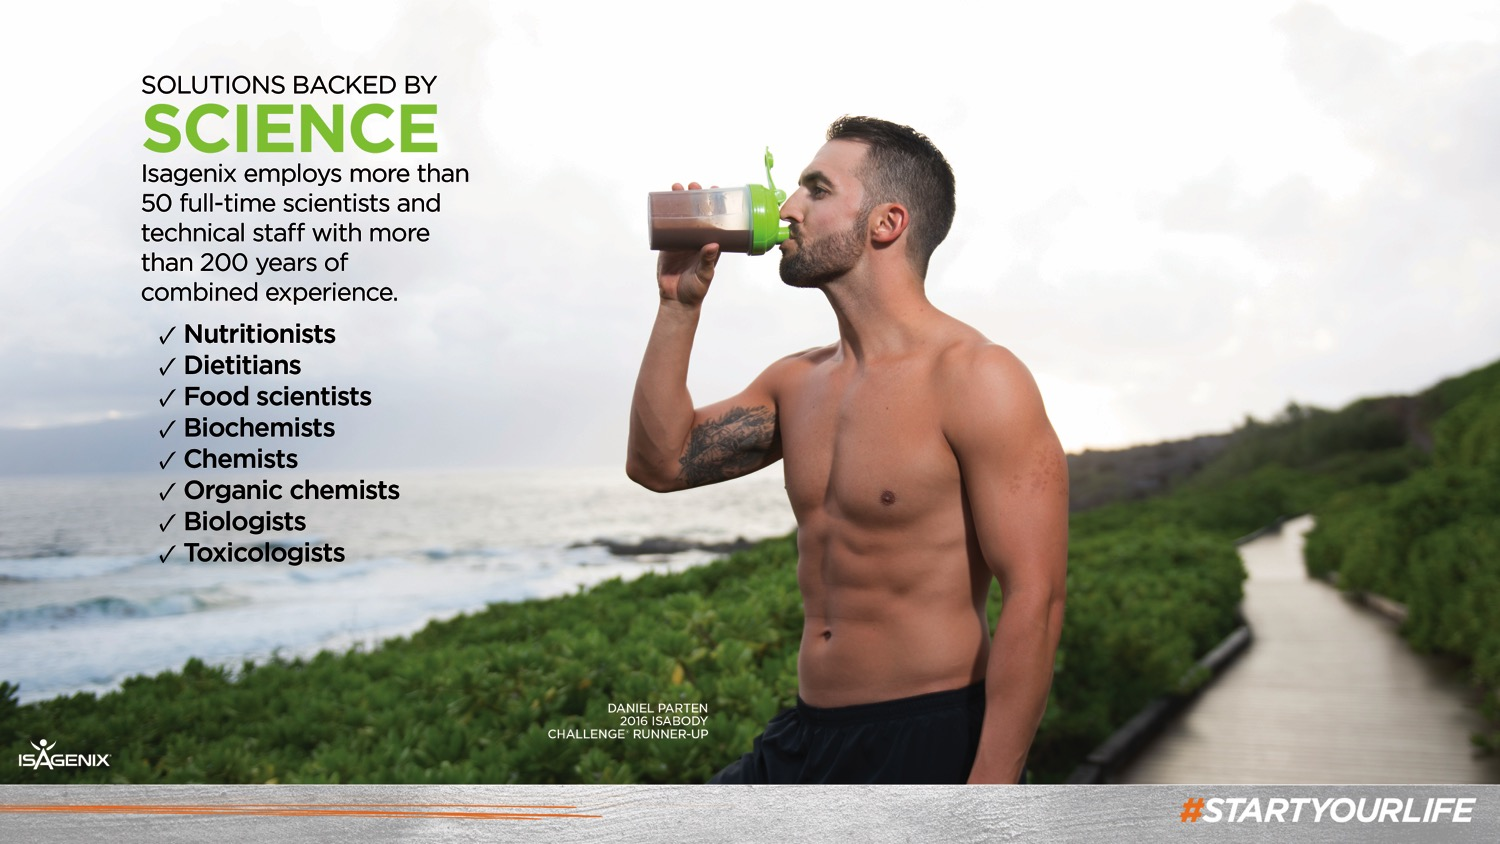 SOLUTIONS BACKED BY
SCIENCE
Isagenix employs more than
50 full-time scientists and
technical staff with more
than 200 years of
combined experience.
✓ Nutritionists
✓ Dietitians
✓ Food scientists
✓ Biochemists
✓ Chemists
✓ Organic chemists
✓ Biologists
✓ Toxicologists
DANIEL PARTEN
2016 ISABODY
CHALLENGE® RUNNER-UP
ISAGENIX
#STARTYOURLIFE